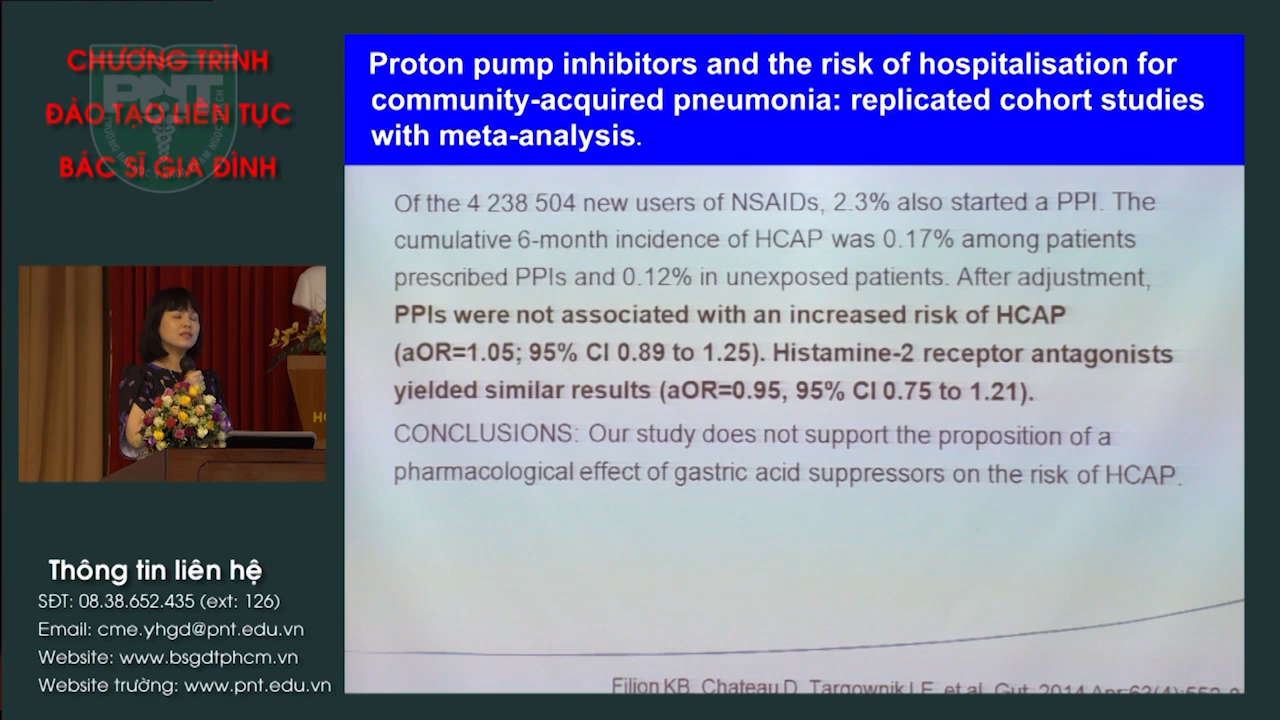 CHƯƠNG TRÌNH
ĐÀO TẠO LIÊN TỤC
BÁC SĨ GIA ĐÌNH
PNT
Thông tin liên hệ
SĐT: 08.38.652.435 (ext: 126)
Email: cme.yhgd@pnt.edu.vn
Website: www.bsgdtphcm.vn
Website trường: www.pnt.edu.vn
Proton pump inhibitors and the risk of hospitalisation for
community-acquired pneumonia: replicated cohort studies
with meta-analysis.
Of the 4 238 504 new users of NSAIDs, 2.3% also started a PPI. The
cumulative 6-month incidence of HCAP was 0.17% among patients
prescribed PPIs and 0.12% in unexposed patients. After adjustment,
PPIs were not associated with an increased risk of HCAP
(aOR=1.05; 95% CI 0.89 to 1.25). Histamine-2 receptor antagonists
yielded similar results (aOR=0.95, 95% CI 0.75 to 1.21).
CONCLUSIONS: Our study does not support the proposition of a
pharmacological effect of gastric acid suppressors on the risk of HCAP.
Filion KB, Chateau D, Targownik LE, et al. Gut. 2014 Apr;63(4):552-8